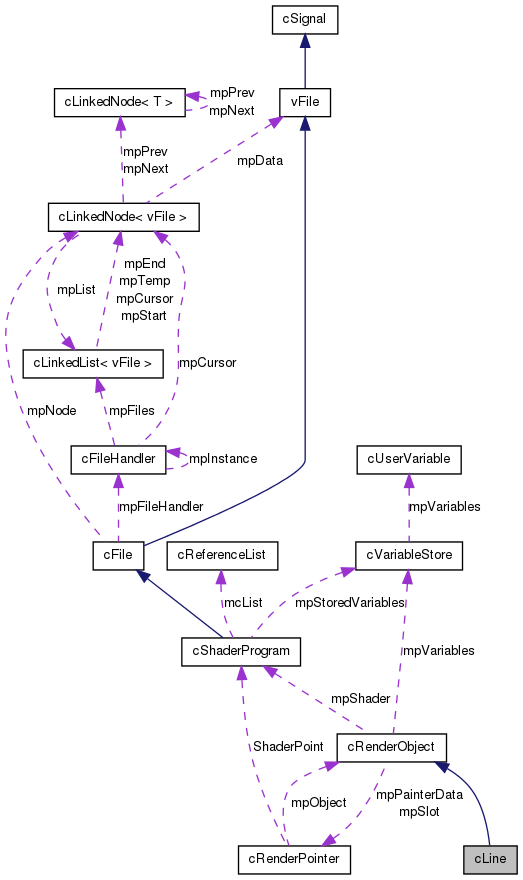 cSignal
cLinkedNode< T >
mpPrev
mpNext
vFile
mpPrev
mpNext
mpData
cLinkedNode< vFile >
mpList
mpEnd
mpTemp
mpCursor
mpStart
cLinkedList< vFile >
mpCursor
mpNode
mpFiles
cFileHandler
mpInstance
cUserVariable
mpFileHandler
mpVariables
cFile
cReferenceList
cVariableStore
mcList
mpStoredVariables
cShaderProgram
mpVariables
mpShader
ShaderPoint
cRenderObject
mpObject
mpPainterData
mpSlot
cRenderPointer
cLine